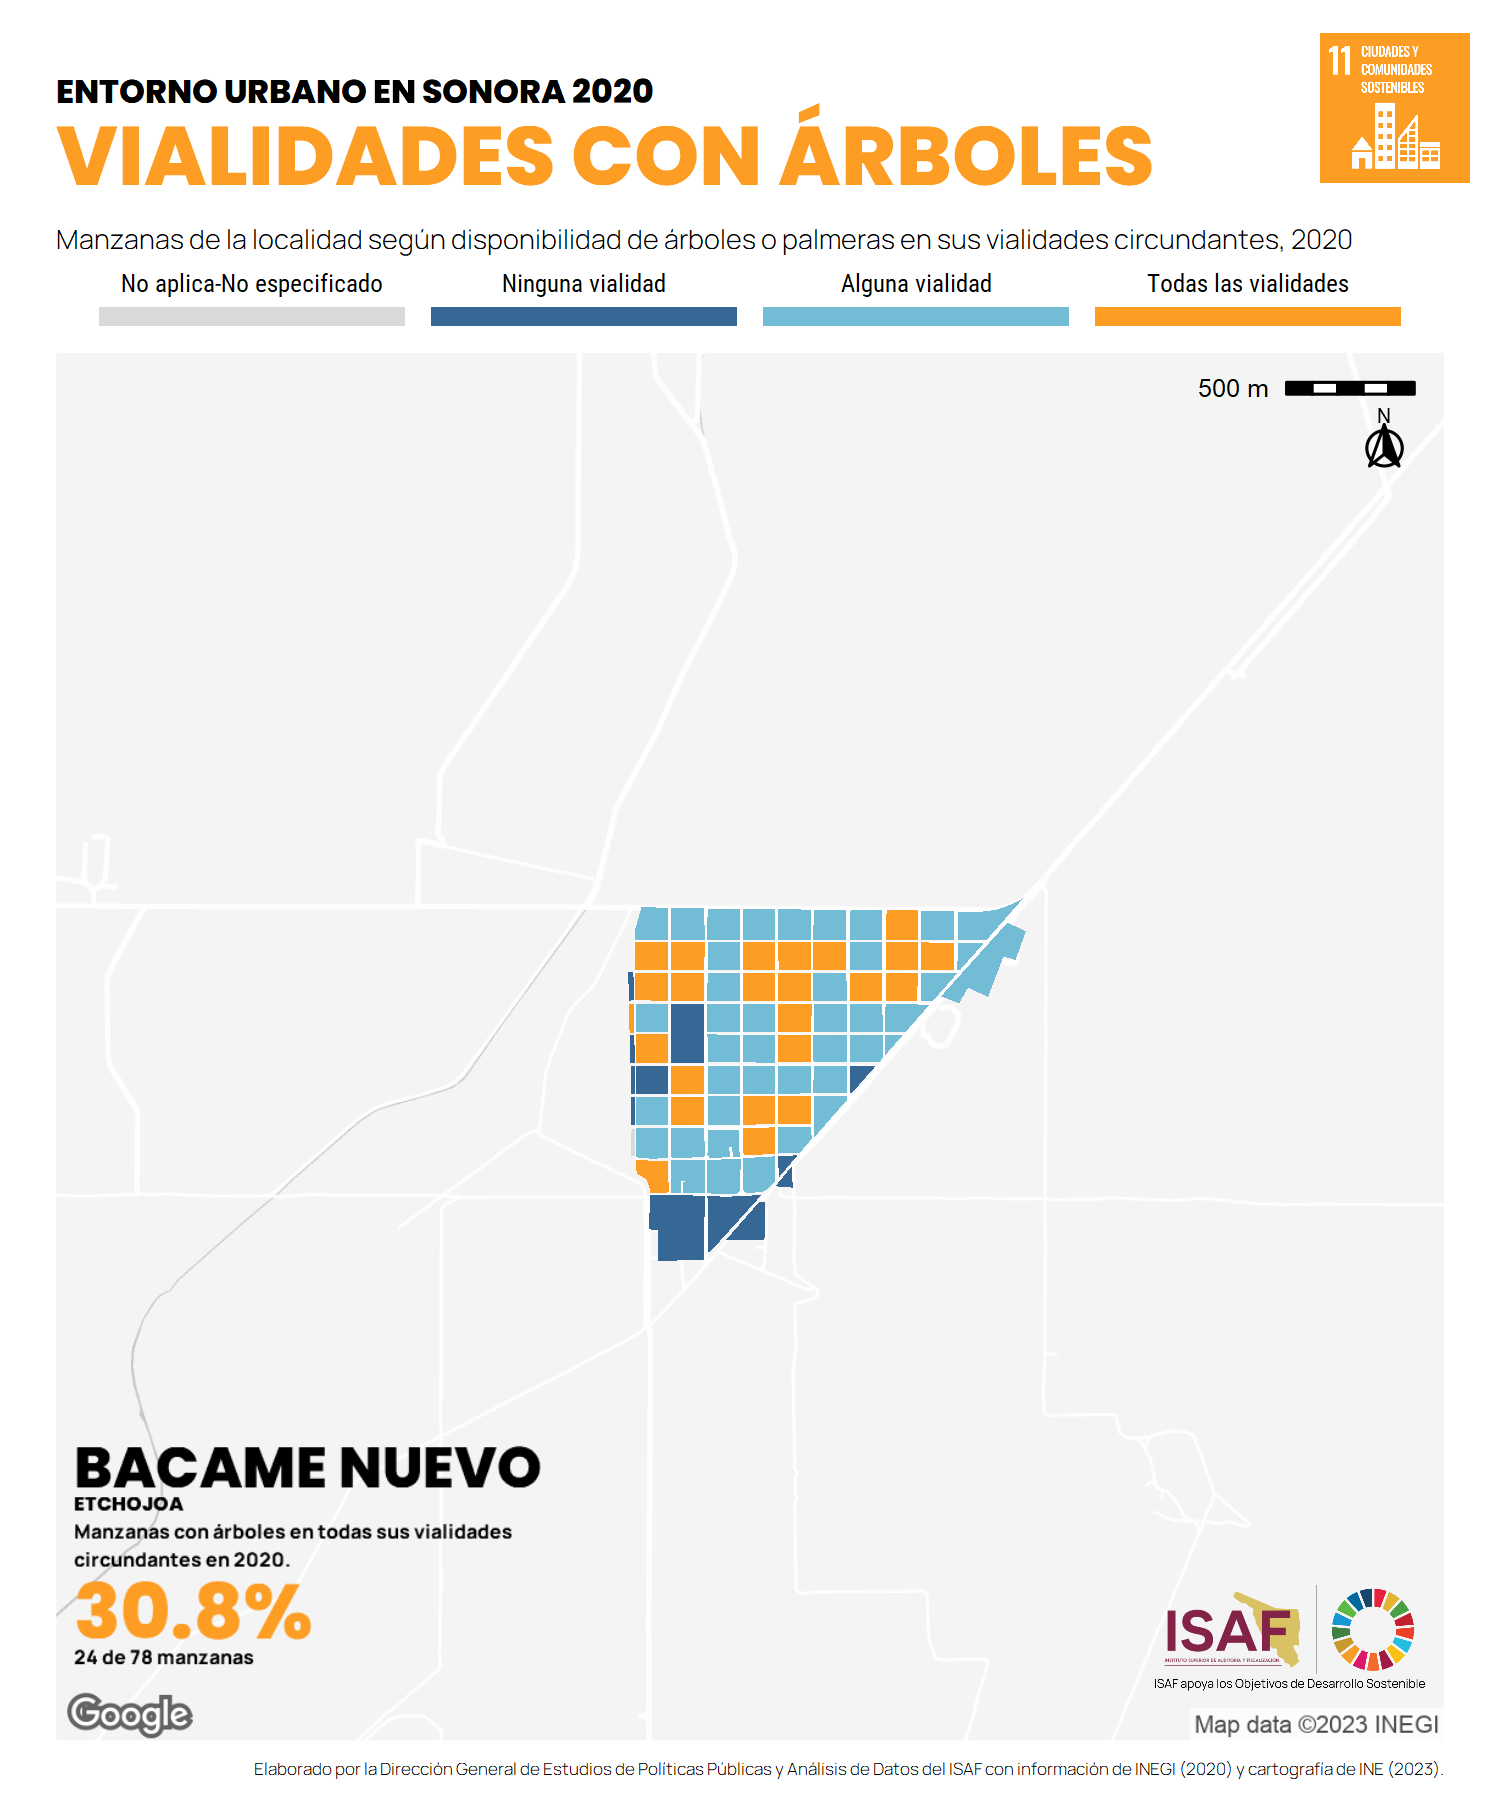 11 CIUDADES Y
COMUNIDADES
SOSTENIBLES
ENTORNO URBANO EN SONORA 2020
VIALIDADES CON ÁRBOLES
Manzanas de la localidad según disponibilidad de árboles o palmeras en sus vialidades circundantes, 2020
No aplica-No especificado
Ninguna vialidad
Alguna vialidad
Todas las vialidades
500 m
N
BACAME NUEVO
ETCHOJOA
Manzanas con árboles en todas sus vialidades
circundantes en 2020.
30.8%
24 de 78 manzanas
ISAF
INSTITUTO SUPERIOR DE AUDITORÍA Y FISCALIZACIÓN
ISAF apoya los Objetivos de Desarrollo Sostenible
Google
Map data ©2023 INEGI
Elaborado por la Dirección General de Estudios de Políticas Públicas y Análisis de Datos del ISAF con información de INEGI (2020) y cartografía de INE (2023).